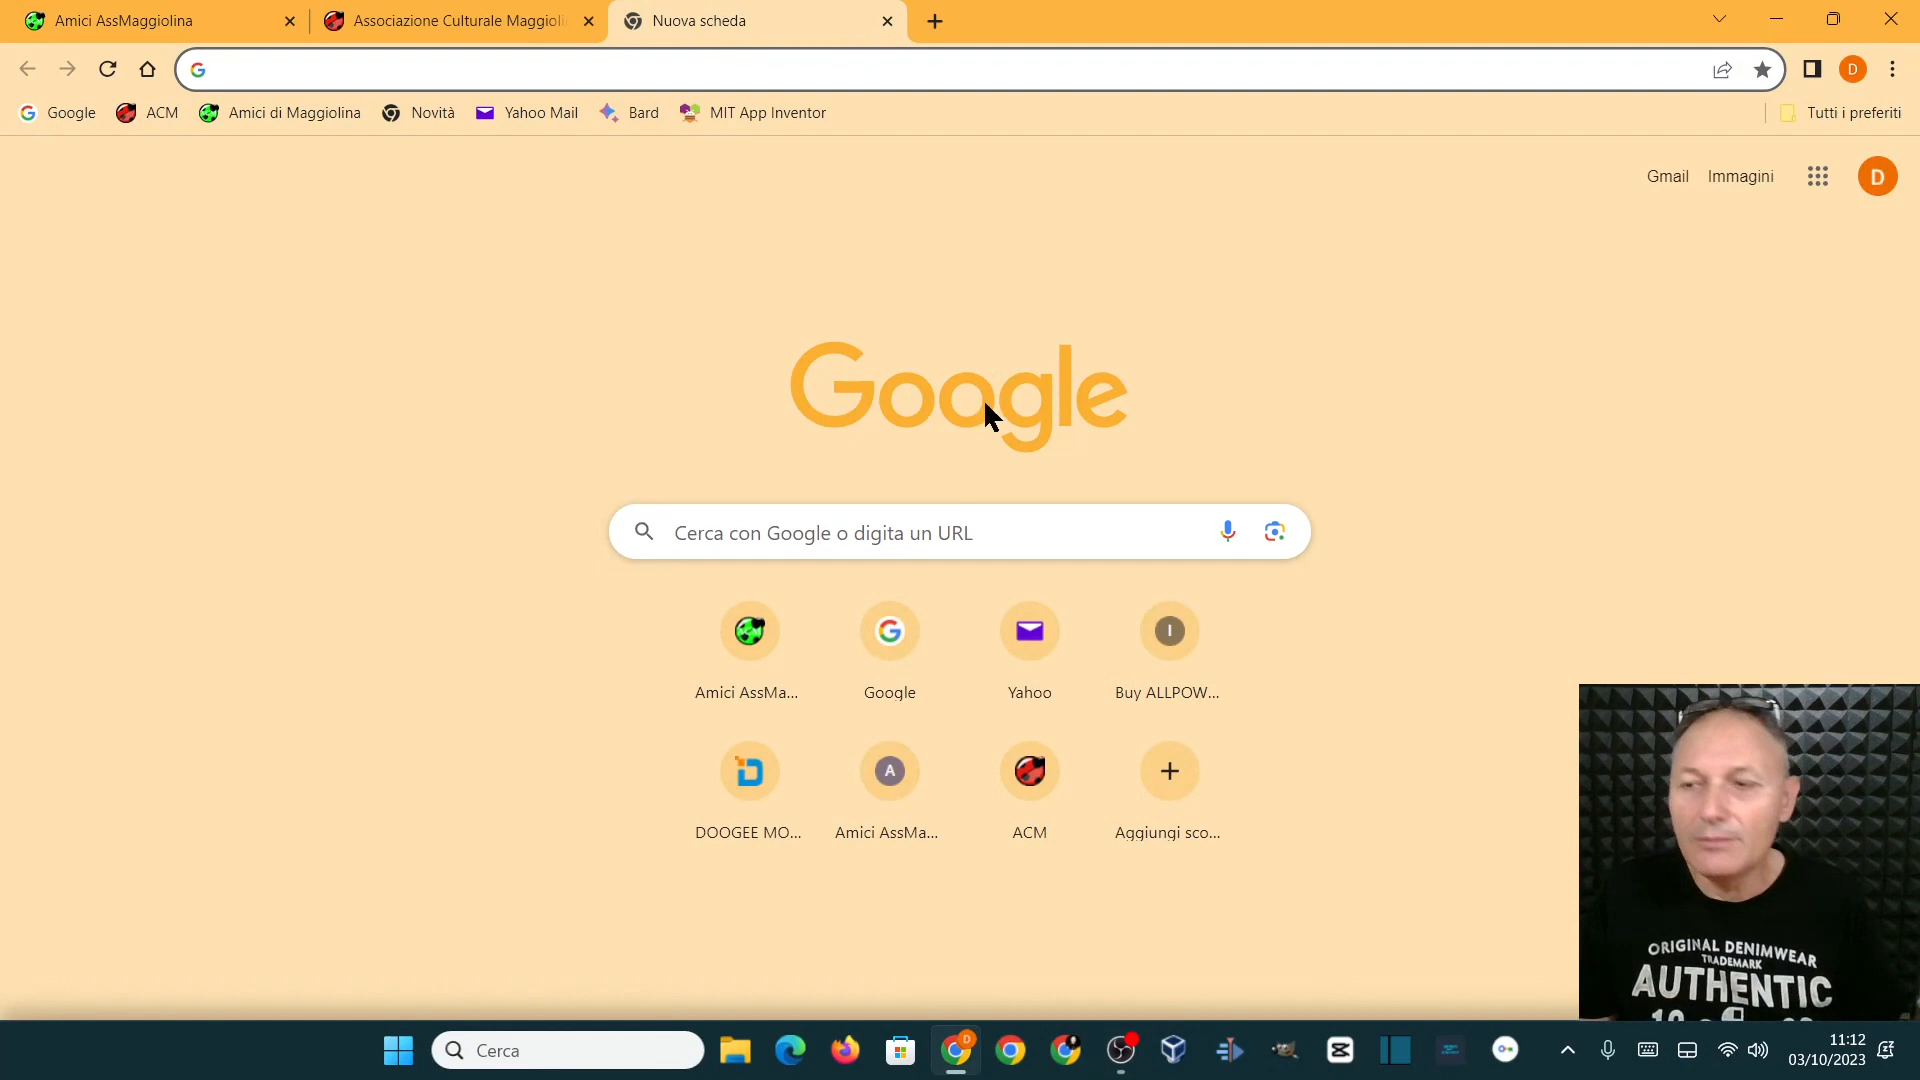 Amici AssMaggiolina
Associazione Culturale Maggioli
Nuova scheda
D
Google
ACM
Amici di Maggiolina
Novità
Yahoo Mail
Bard
MIT App Inventor
Tutti i preferiti
Gmail
Immagini
D
Google
Cerca con Google o digita un URL
I
Amici AssMa...
Google
Yahoo
Buy ALLPOW...
A
DOOGEE MO...
Amici AssMa...
ACM
Aggiungi sco...
ORIGINAL DENIMWEAR
TRADEMARK
AUTHENTIC
Cerca
D
11:12
03/10/2023